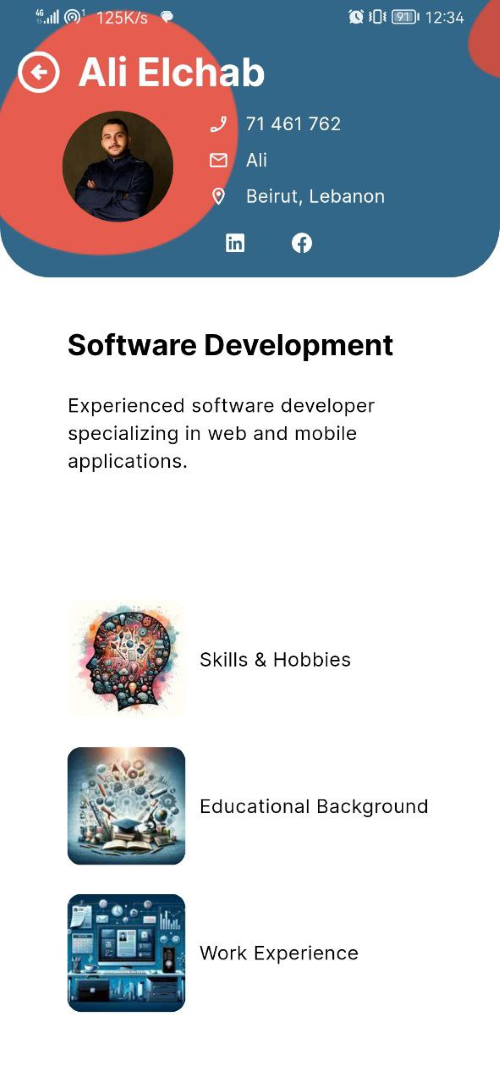 4G 125K/s 91 12:34
Ali Elchab
71 461 762
Ali
Beirut, Lebanon
in f
Software Development
Experienced software developer
specializing in web and mobile
applications.
Skills & Hobbies
Educational Background
Work Experience